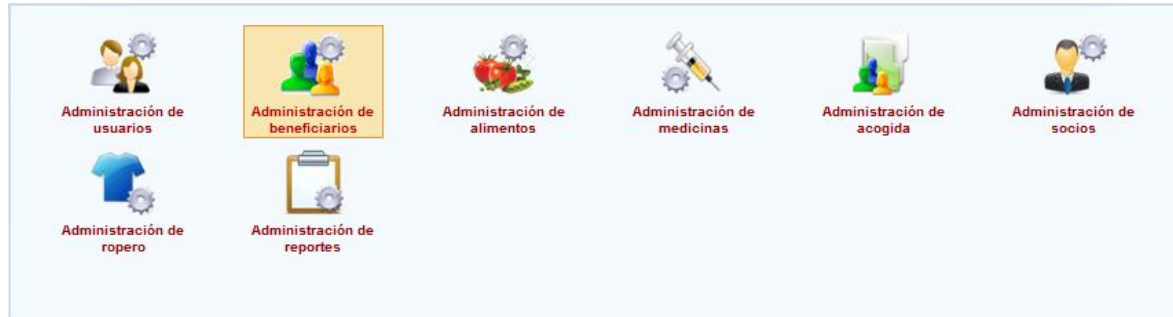 Administración de
usuarios
Administración de
beneficiarios
Administración de
alimentos
Administración de
medicinas
Administración de
acogida
Administración de
socios
Administración de
ropero
Administración de
reportes